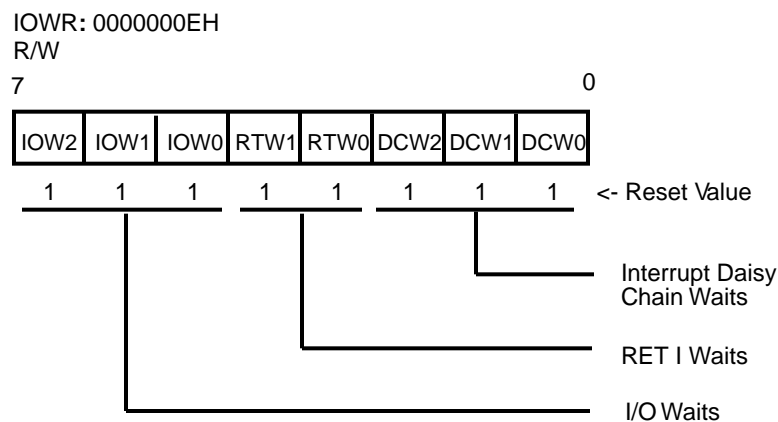 IOWR: 0000000EH
R/W
7 0
IOW2 IOW1 IOW0 RTW1 RTW0 DCW2 DCW1 DCW0
1 1 1 1 1 1 1 1 <- Reset Value
Interrupt Daisy
Chain Waits
RET I Waits
I/O Waits